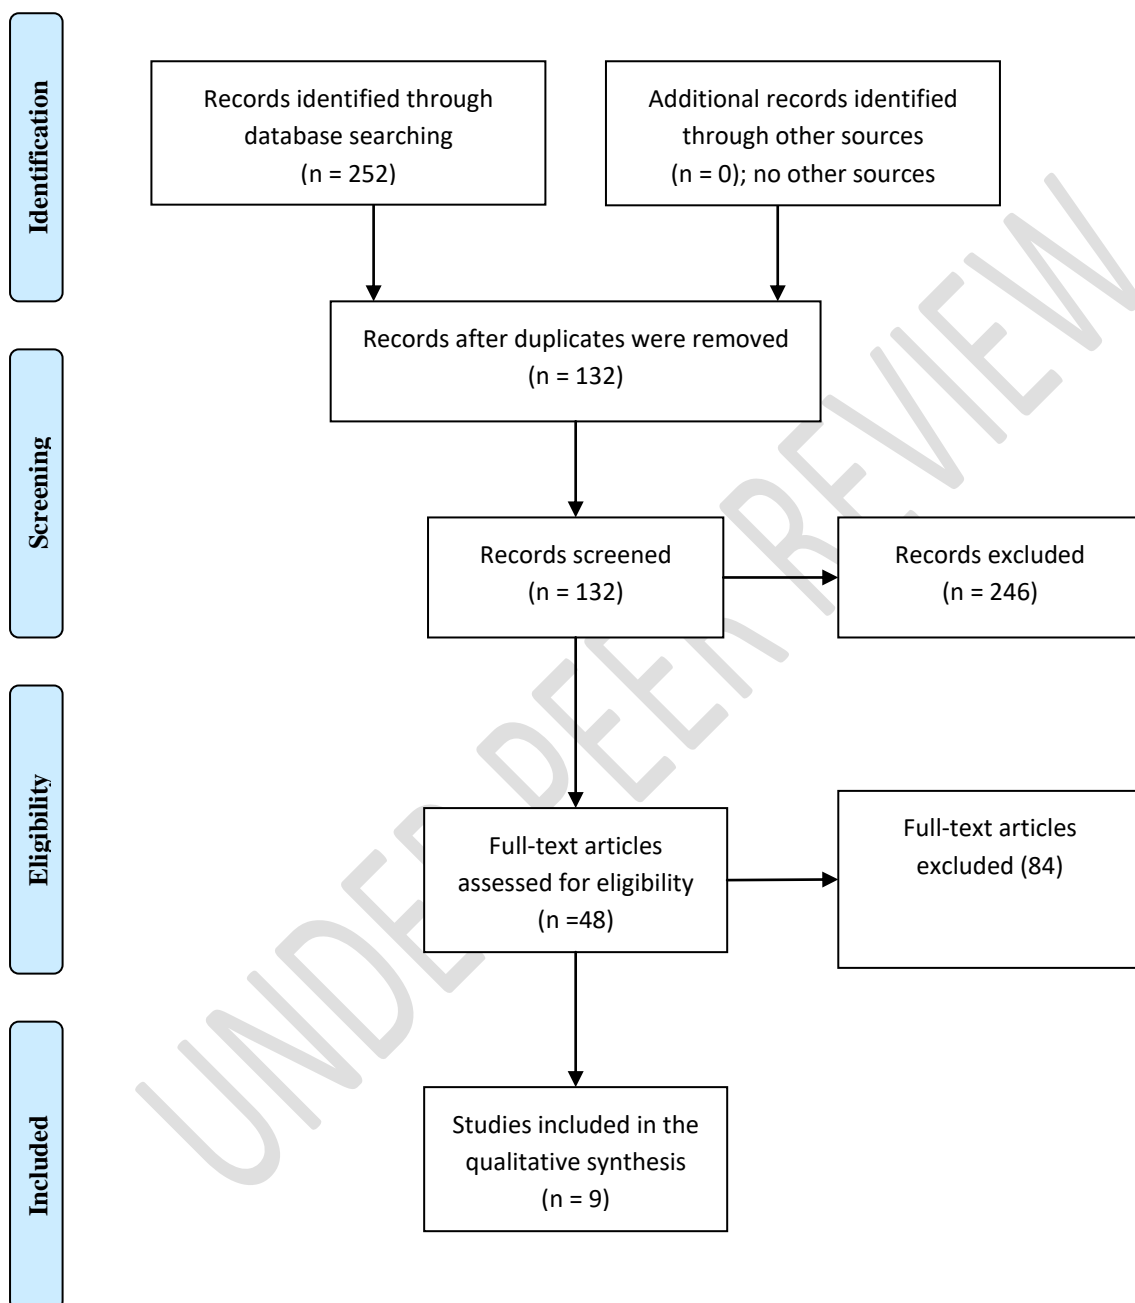 Identification
Records identified through
database searching
(n = 252)
Additional records identified
through other sources
(n = 0); no other sources
Records after duplicates were removed
(n = 132)
Screening
Records screened
(n = 132)
Records excluded
(n = 246)
Eligibility
Full-text articles
assessed for eligibility
(n =48)
Full-text articles
excluded (84)
Included
Studies included in the
qualitative synthesis
(n = 9)
UNDER PEER REVIEW